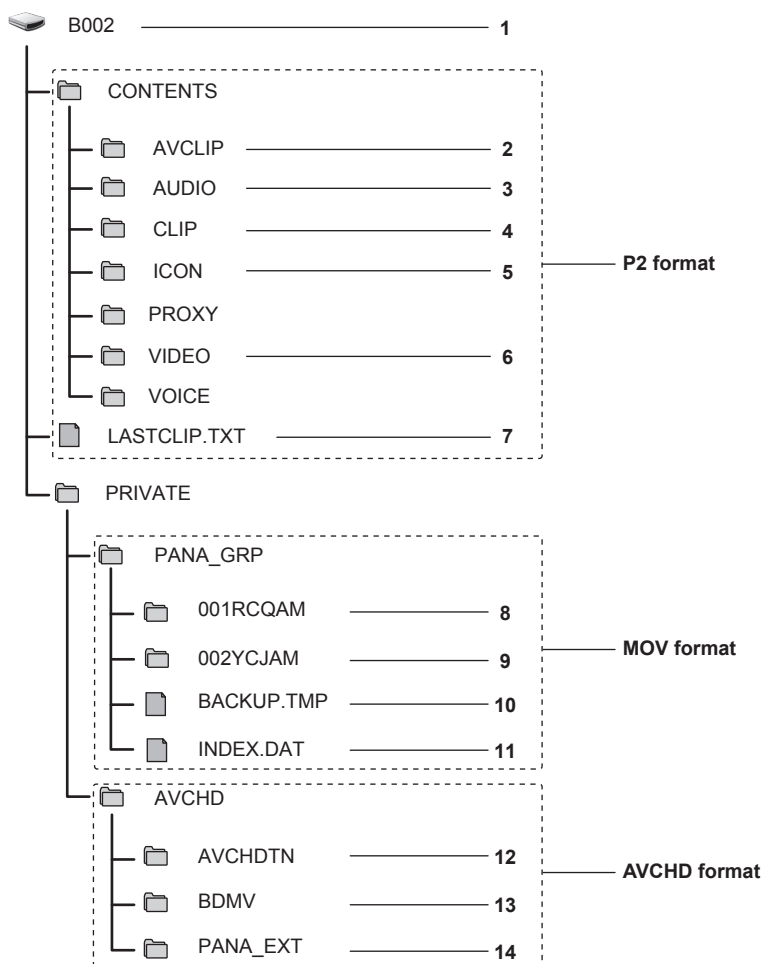 B002 1
CONTENTS
AVCLIP 2
AUDIO 3
CLIP 4
ICON 5
P2 format
PROXY
VIDEO 6
VOICE
LASTCLIP.TXT 7
PRIVATE
PANA_GRP
001RCQAM 8
002YCJAM 9
MOV format
BACKUP.TMP 10
INDEX.DAT 11
AVCHD
AVCHDTN 12
AVCHD format
BDMV 13
PANA_EXT 14